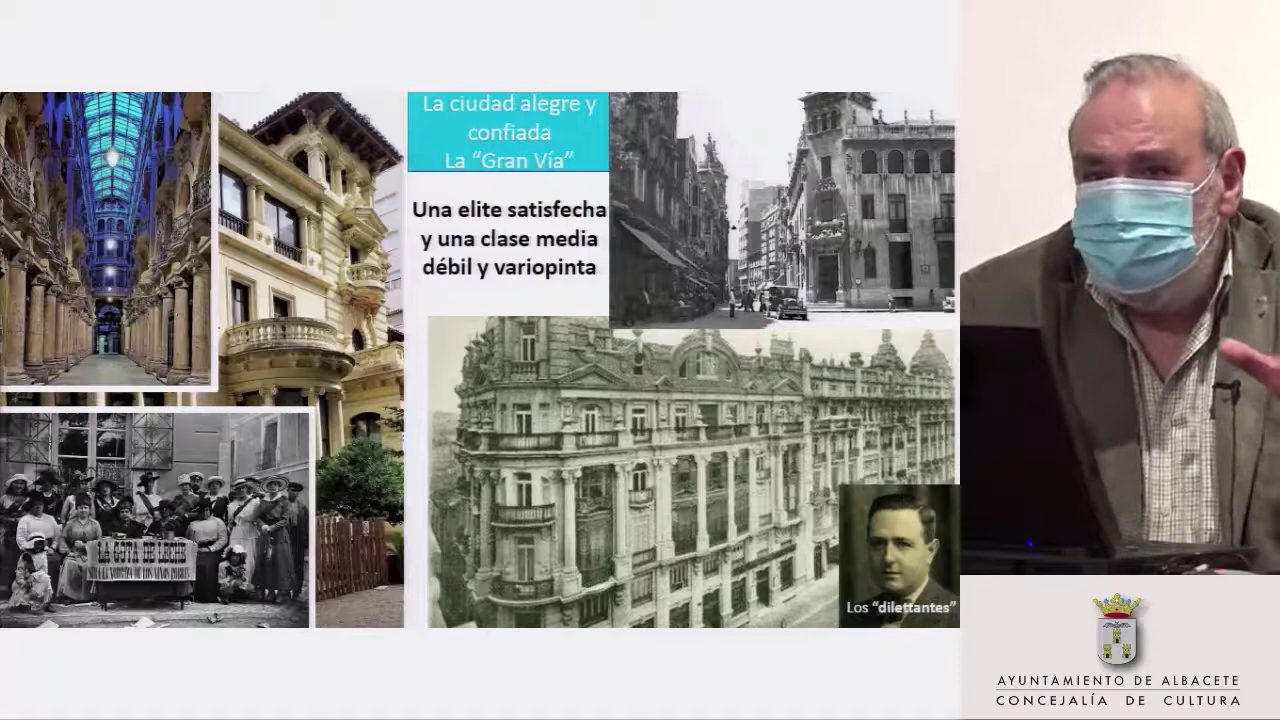 La ciudad alegre y
confiada
La “Gran Vía”
Una elite satisfecha
y una clase media
débil y variopinta
LA GOTA DE LECHE
Los “dilettantes”
AYUNTAMIENTO DE ALBACETE
CONCEJALÍA DE CULTURA